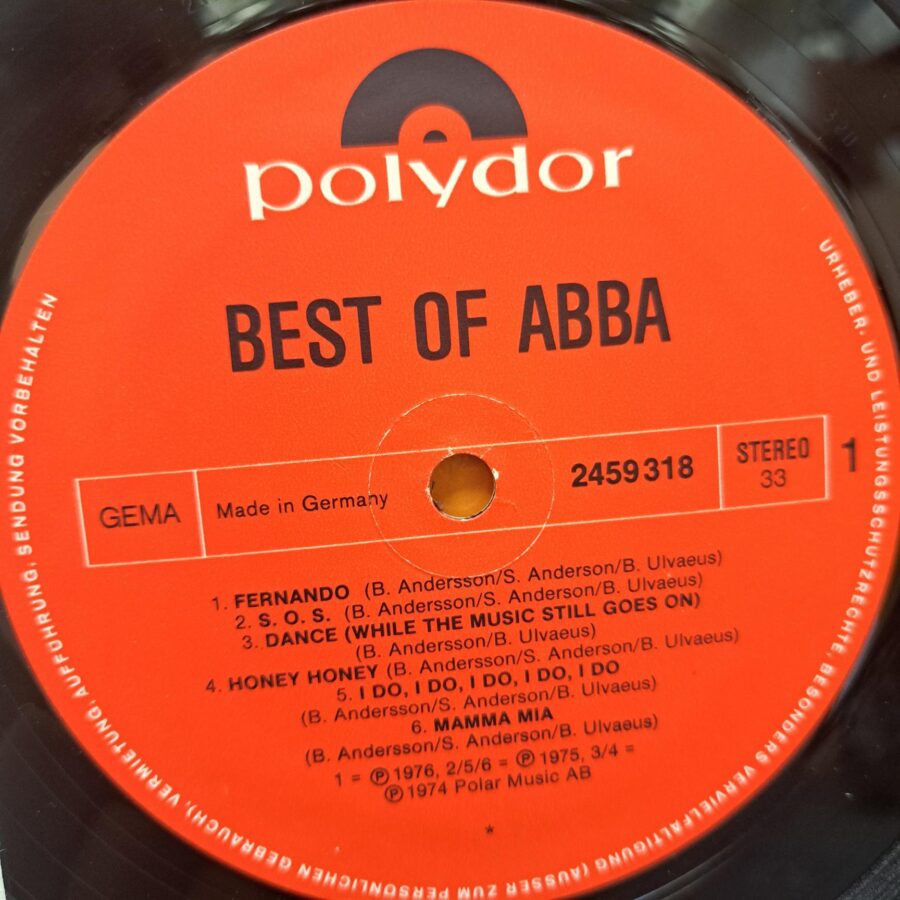 polydor
BEST OF ABBA
GEMA
Made in Germany
2459318
STEREO
33
1
1. FERNANDO (B. Andersson/S. Anderson/B. Ulvaeus)
2. S. O. S. (B. Andersson/S. Anderson/B. Ulvaeus)
3. DANCE (WHILE THE MUSIC STILL GOES ON)
(B. Andersson/B. Ulvaeus)
4. HONEY HONEY (B. Andersson/S. Anderson/B. Ulvaeus)
5. I DO, I DO, I DO, I DO, I DO
(B. Andersson/S. Anderson/B. Ulvaeus)
6. MAMMA MIA
(B. Andersson/S. Anderson/B. Ulvaeus)
1 = Ⓟ 1976, 2/5/6 = Ⓟ 1975, 3/4 =
Ⓟ 1974 Polar Music AB
*
URHEBER- UND LEISTUNGSSCHUTZRECHTE, BESONDERS VERVIELFÄLTIGUNG (AUSSER ZUM PERSÖNLICHEN GEBRAUCH), VERMIETUNG, AUFFÜHRUNG, SENDUNG VORBEHALTEN